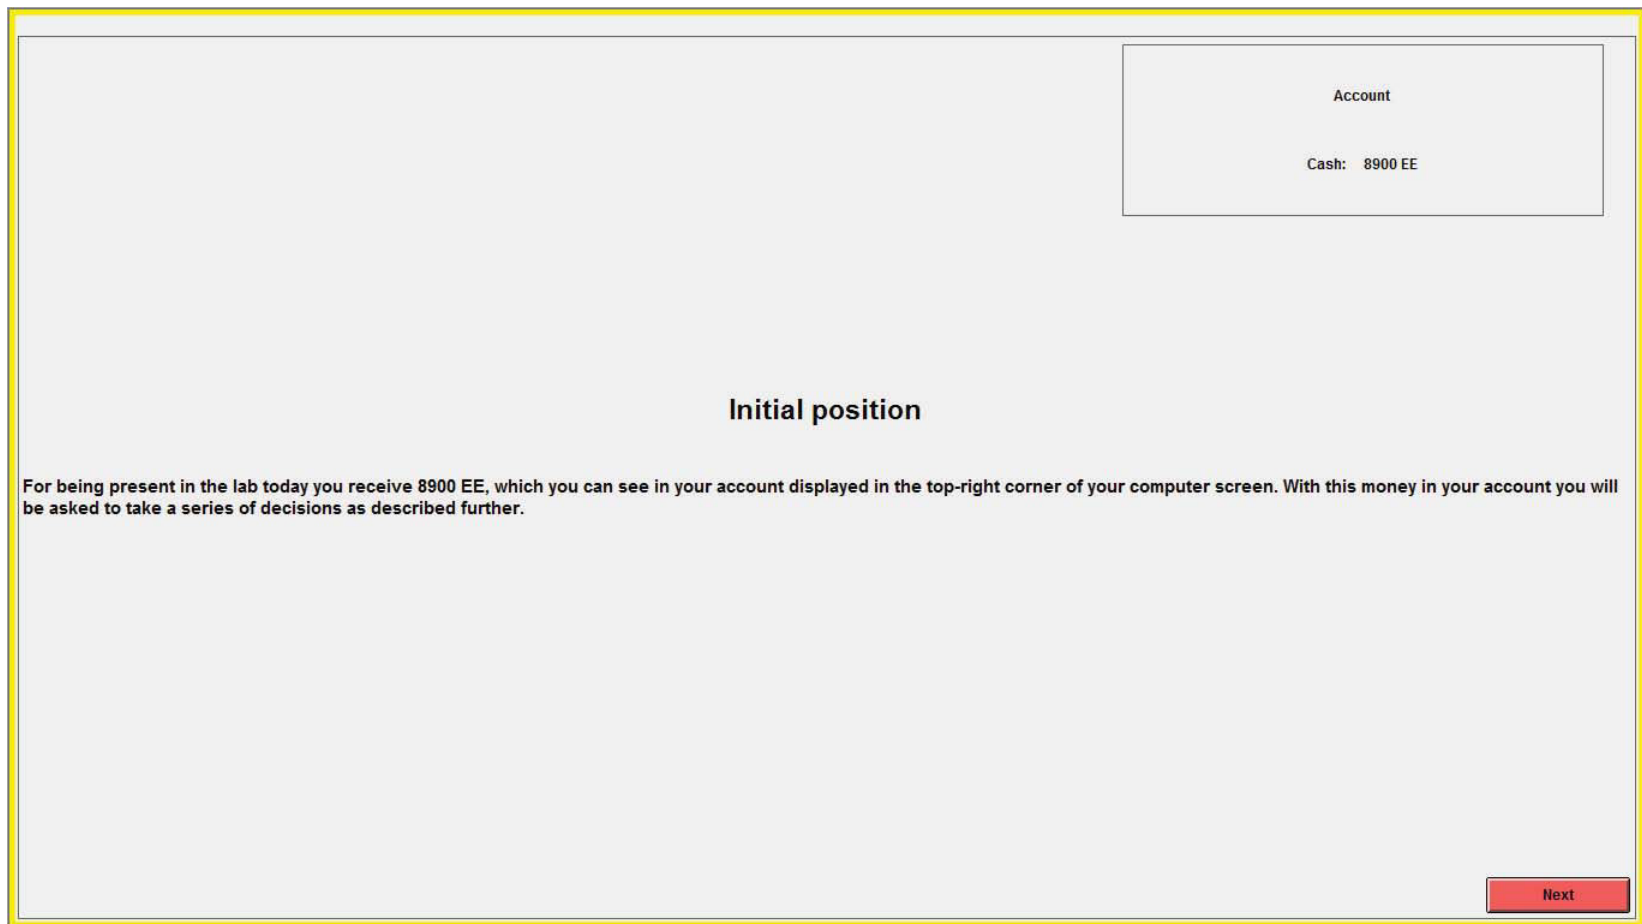 Account
Cash: 8900 EE
Initial position
For being present in the lab today you receive 8900 EE, which you can see in your account displayed in the top-right corner of your computer screen. With this money in your account you will
be asked to take a series of decisions as described further.
Next